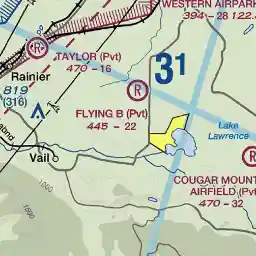 WESTERN AIRPARK
394 - 28 122.
R
TAYLOR (Pvt)
Rainier
470 - 16
31
819
(316)
R
FLYING B (Pvt)
445 - 22
Lake
Lawrence
Vail
R
COUGAR MOUNT
AIRFIELD (Pvt
470 - 32